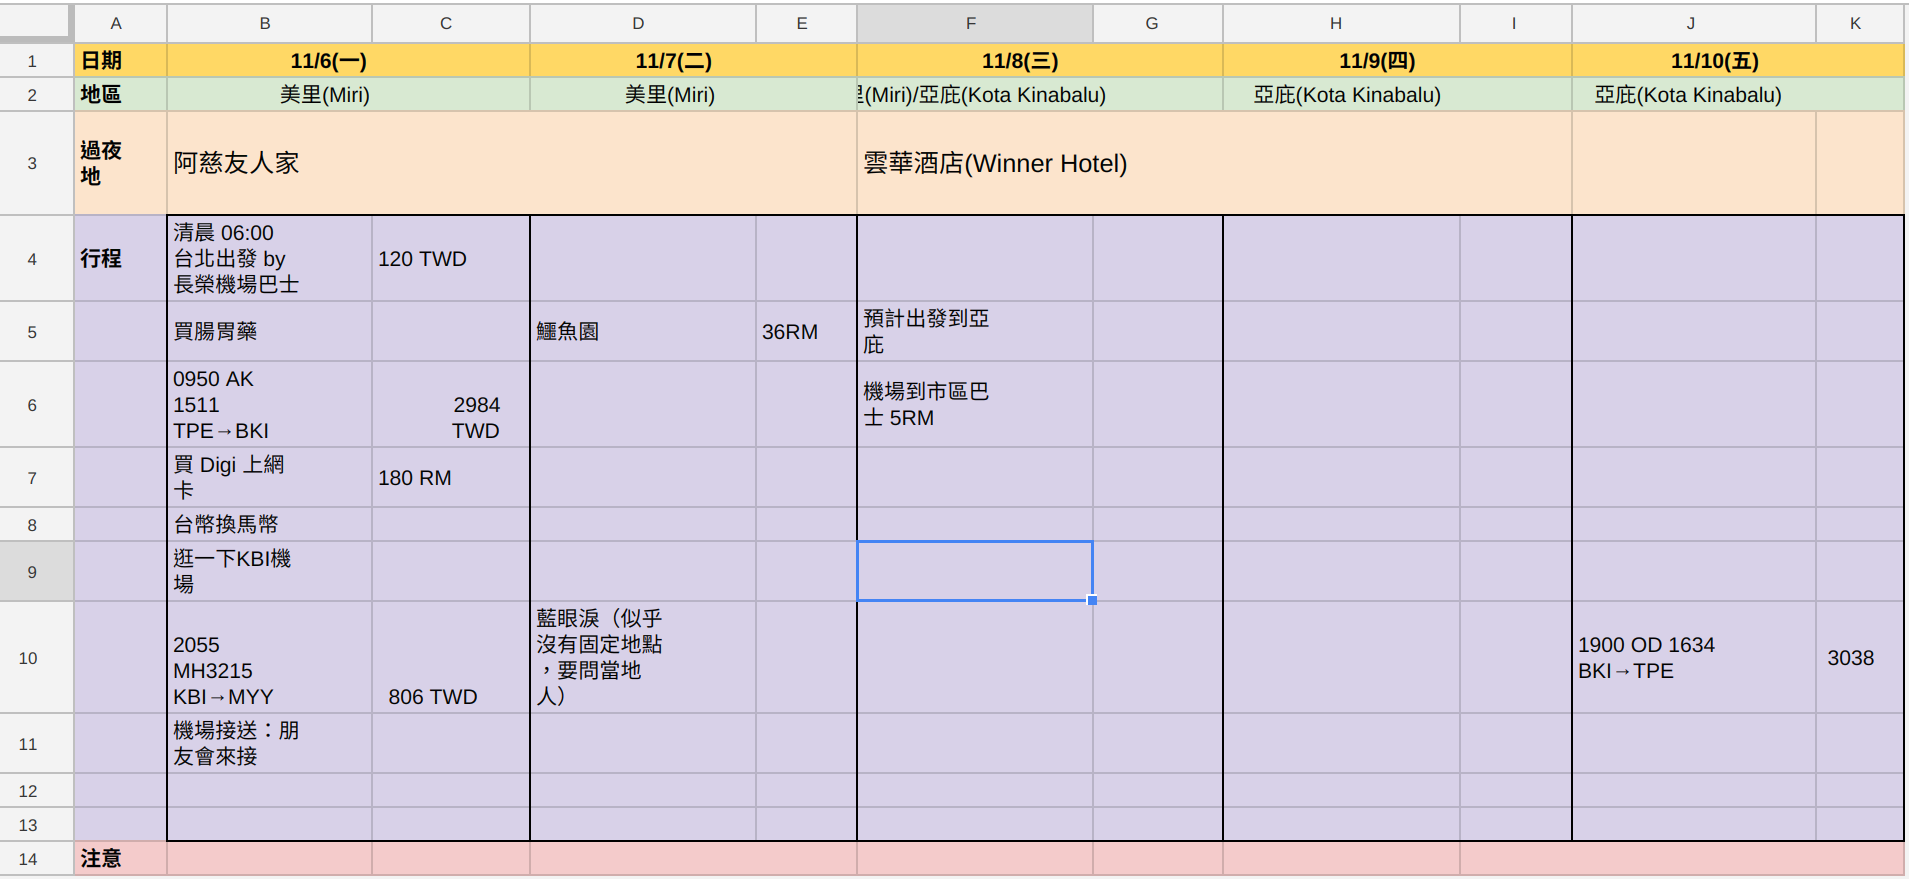 A B C D E F G H I J K
1 日期 11/6(一) 11/7(二) 11/8(三) 11/9(四) 11/10(五)
2 地區 美里(Miri) 美里(Miri) (Miri)/亞庇(Kota Kinabalu) 亞庇(Kota Kinabalu) 亞庇(Kota Kinabalu)
3 過夜
地
阿慈友人家 雲華酒店(Winner Hotel)
4 行程
清晨 06:00
台北出發 by
長榮機場巴士
120 TWD
5 買腸胃藥 鱷魚園 36RM
預計出發到亞
庇
6
0950 AK
1511
TPE→BKI
2984
TWD
機場到市區巴
士 5RM
7
買 Digi 上網
卡
180 RM
8 台幣換馬幣
9
逛一下KBI機
場
10
2055
MH3215
KBI→MYY
806 TWD
藍眼淚（似乎
沒有固定地點
，要問當地
人）
1900 OD 1634
BKI→TPE
3038
11
機場接送：朋
友會來接
12
13
14 注意